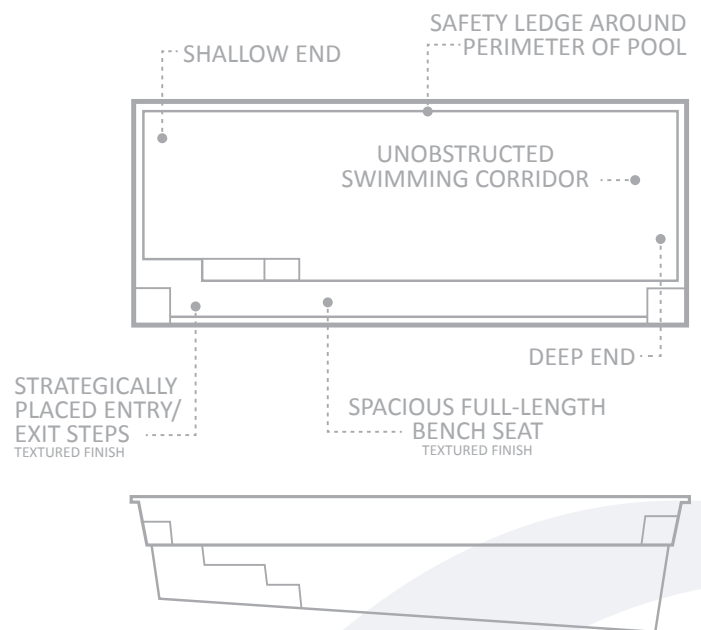 SHALLOW END
SAFETY LEDGE AROUND
PERIMETER OF POOL
UNOBSTRUCTED
SWIMMING CORRIDOR
DEEP END
STRATEGICALLY
PLACED ENTRY/
EXIT STEPS
TEXTURED FINISH
SPACIOUS FULL-LENGTH
BENCH SEAT
TEXTURED FINISH